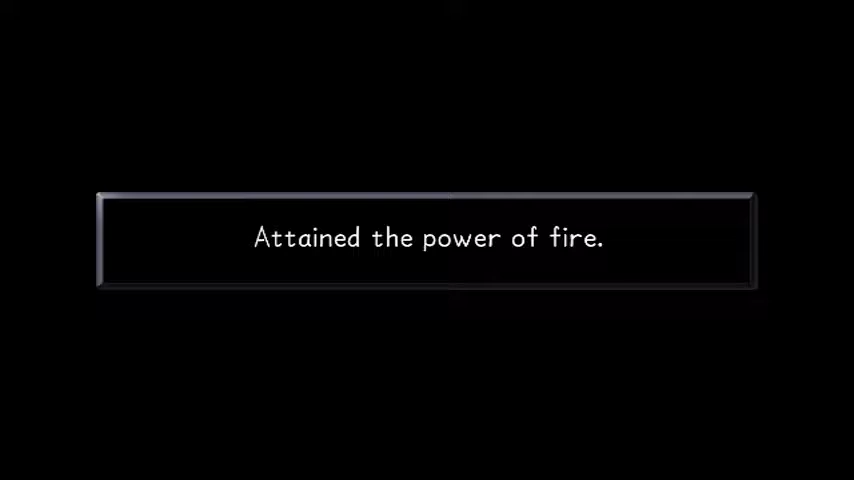 Attained the power of fire.